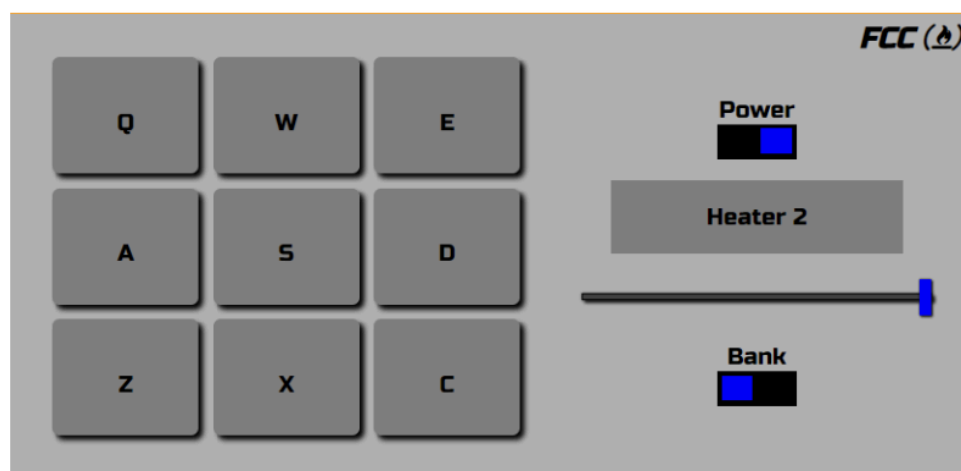 FCC (🔥)
Q W E
Power
A S D
Heater 2
Z X C
Bank